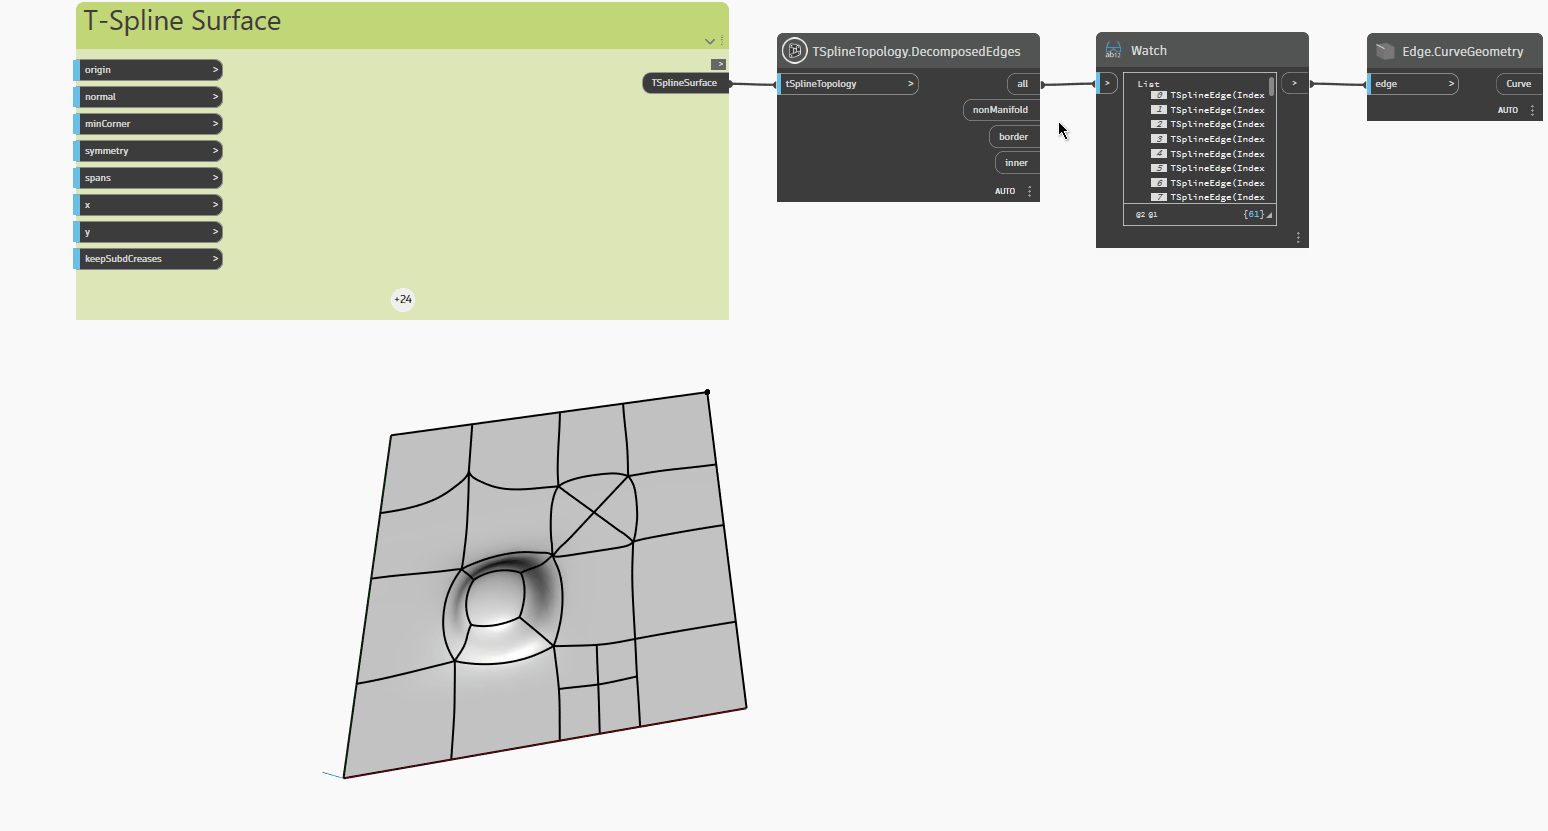 T-Spline Surface
origin >
normal >
minCorner >
symmetry >
spans >
x >
y >
keepSubdCreases >
>
TSplineSurface
+24
TSplineTopology.DecomposedEdges
tSplineTopology >
all
nonManifold
border
inner
AUTO
ab12
Watch
> >
List
0 TSplineEdge(Index
1 TSplineEdge(Index
2 TSplineEdge(Index
3 TSplineEdge(Index
4 TSplineEdge(Index
5 TSplineEdge(Index
6 TSplineEdge(Index
7 TSplineEdge(Index
@2 @1 {61}
Edge.CurveGeometry
edge > Curve
AUTO